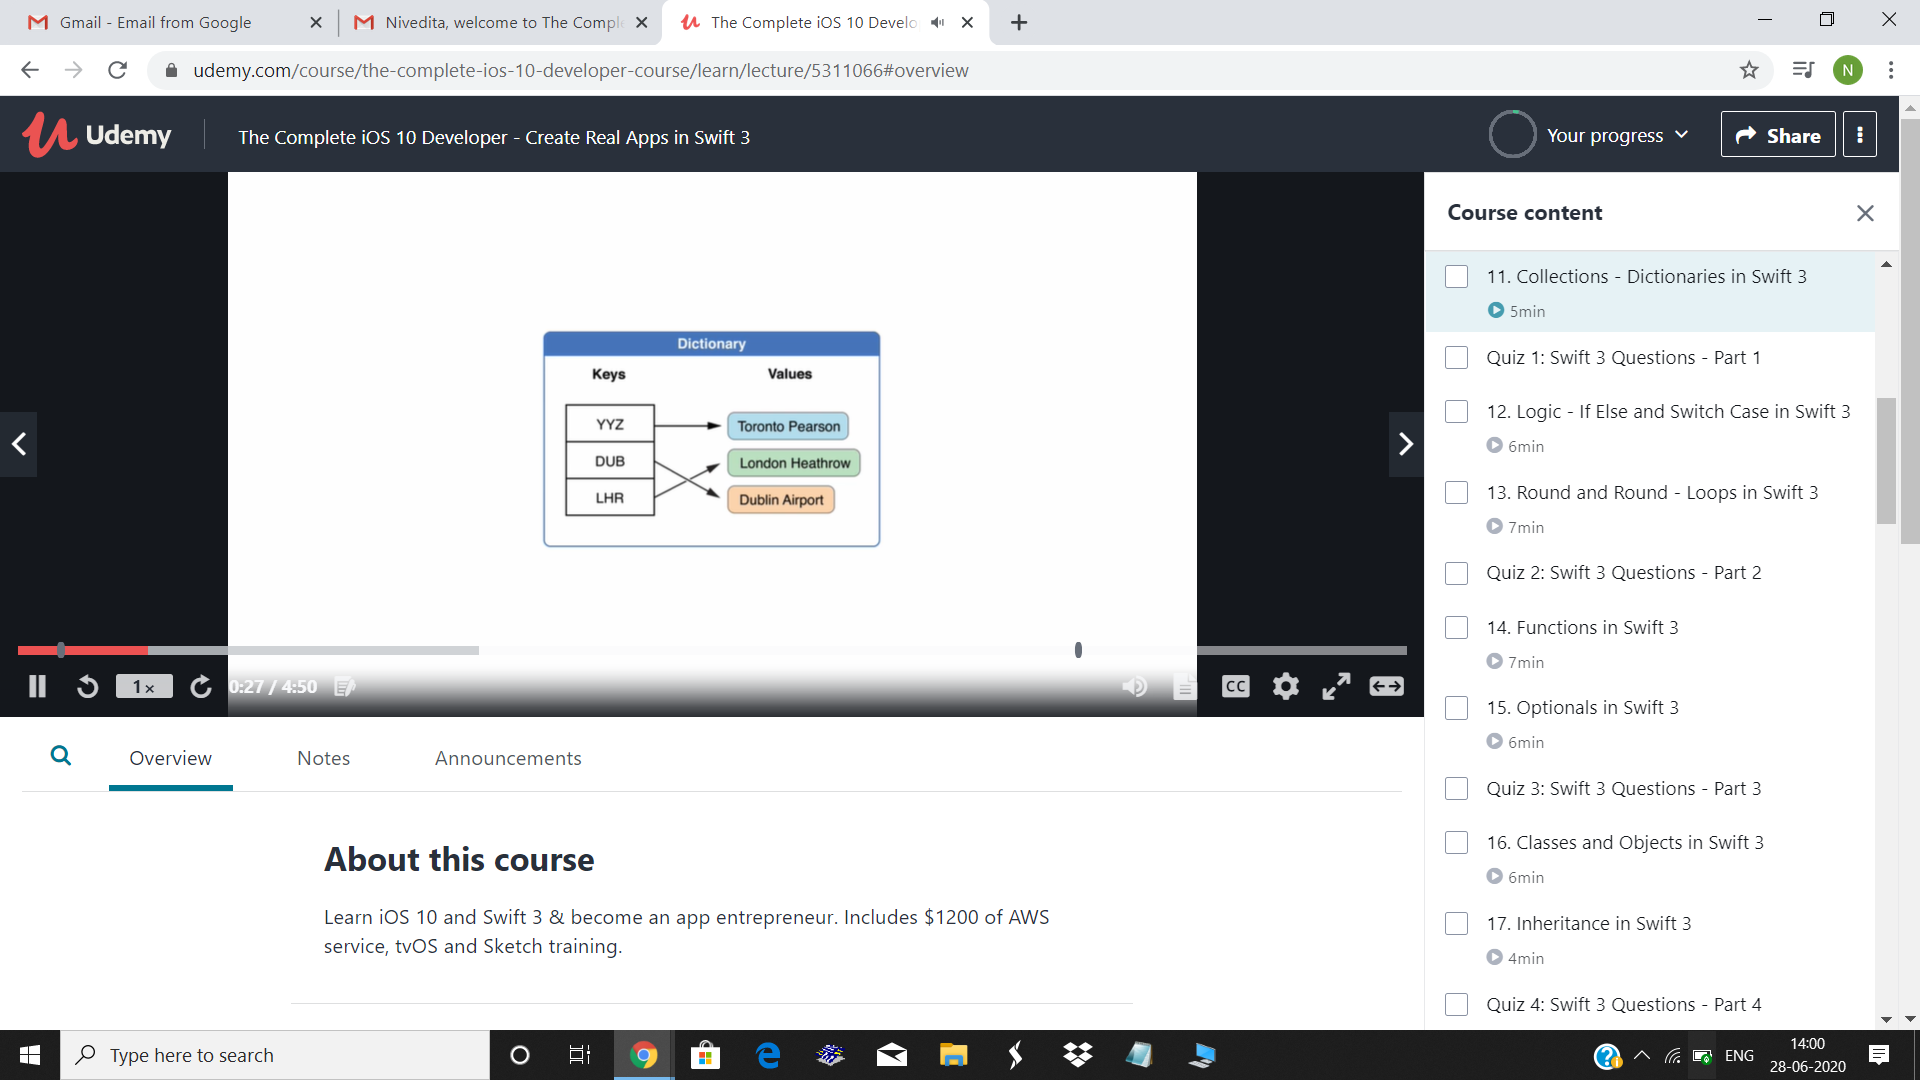 Gmail - Email from Google
Nivedita, welcome to The Comple
The Complete iOS 10 Develo
udemy.com/course/the-complete-ios-10-developer-course/learn/lecture/5311066#overview
N
Udemy
The Complete iOS 10 Developer - Create Real Apps in Swift 3
Your progress
Share
Dictionary
Keys
Values
YYZ
Toronto Pearson
DUB
London Heathrow
LHR
Dublin Airport
1x
0:27 / 4:50
CC
Course content
11. Collections - Dictionaries in Swift 3
5min
Quiz 1: Swift 3 Questions - Part 1
12. Logic - If Else and Switch Case in Swift 3
6min
13. Round and Round - Loops in Swift 3
7min
Quiz 2: Swift 3 Questions - Part 2
14. Functions in Swift 3
7min
15. Optionals in Swift 3
6min
Quiz 3: Swift 3 Questions - Part 3
16. Classes and Objects in Swift 3
6min
17. Inheritance in Swift 3
4min
Quiz 4: Swift 3 Questions - Part 4
Overview
Notes
Announcements
About this course
Learn iOS 10 and Swift 3 & become an app entrepreneur. Includes $1200 of AWS
service, tvOS and Sketch training.
Type here to search
ENG
14:00
28-06-2020